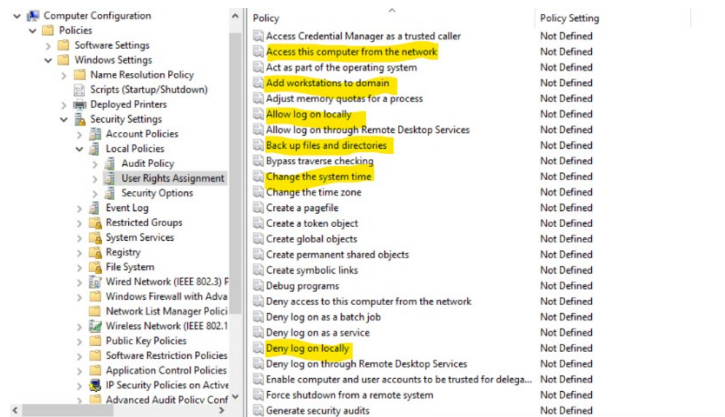 Computer Configuration
Policies
Software Settings
Windows Settings
Name Resolution Policy
Scripts (Startup/Shutdown)
Deployed Printers
Security Settings
Account Policies
Local Policies
Audit Policy
User Rights Assignment
Security Options
Event Log
Restricted Groups
System Services
Registry
File System
Wired Network (IEEE 802.3) P
Windows Firewall with Adva
Network List Manager Polici
Wireless Network (IEEE 802.1
Public Key Policies
Software Restriction Policies
Application Control Policies
IP Security Policies on Active
Advanced Audit Policy Conf
Policy Policy Setting
Access Credential Manager as a trusted caller Not Defined
Access this computer from the network Not Defined
Act as part of the operating system Not Defined
Add workstations to domain Not Defined
Adjust memory quotas for a process Not Defined
Allow log on locally Not Defined
Allow log on through Remote Desktop Services Not Defined
Back up files and directories Not Defined
Bypass traverse checking Not Defined
Change the system time Not Defined
Change the time zone Not Defined
Create a pagefile Not Defined
Create a token object Not Defined
Create global objects Not Defined
Create permanent shared objects Not Defined
Create symbolic links Not Defined
Debug programs Not Defined
Deny access to this computer from the network Not Defined
Deny log on as a batch job Not Defined
Deny log on as a service Not Defined
Deny log on locally Not Defined
Deny log on through Remote Desktop Services Not Defined
Enable computer and user accounts to be trusted for delega... Not Defined
Force shutdown from a remote system Not Defined
Generate security audits Not Defined